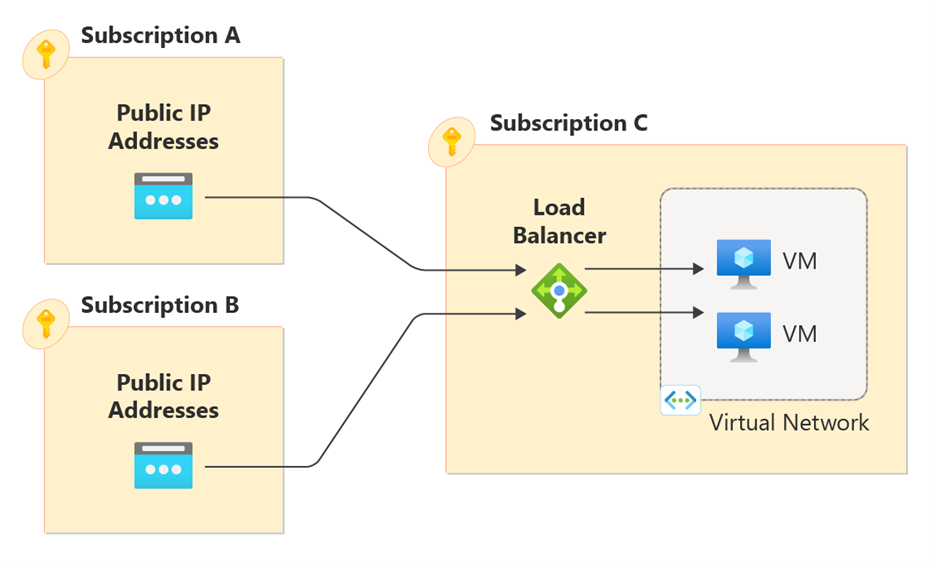 Subscription A
Public IP
Addresses
Subscription B
Public IP
Addresses
Subscription C
Load
Balancer
VM
VM
Virtual Network